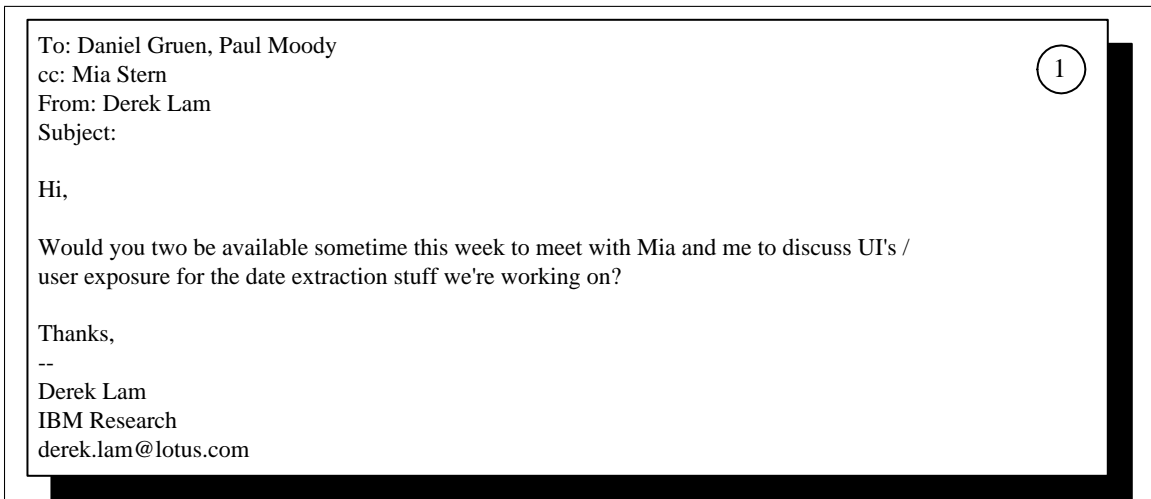 To: Daniel Gruen, Paul Moody
1
cc: Mia Stern
From: Derek Lam
Subject:
Hi,
Would you two be available sometime this week to meet with Mia and me to discuss UI's /
user exposure for the date extraction stuff we're working on?
Thanks,
--
Derek Lam
IBM Research
derek.lam@lotus.com